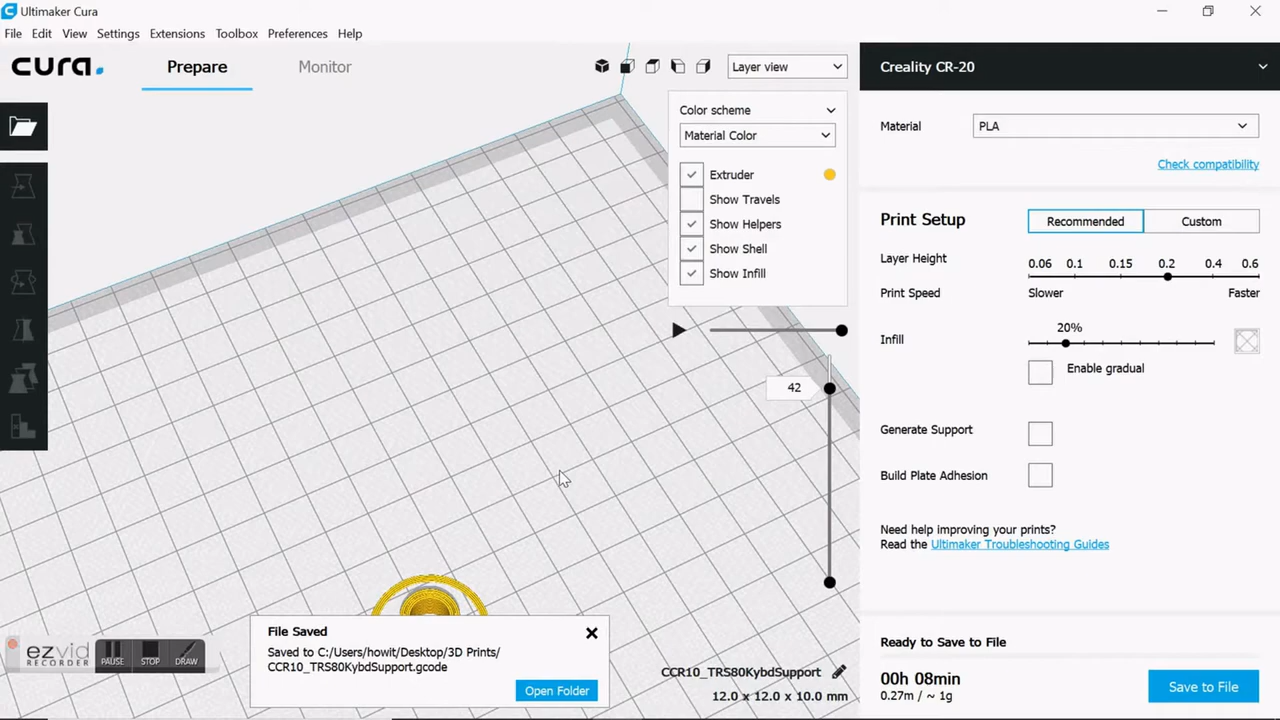 Ultimaker Cura
File Edit View Settings Extensions Toolbox Preferences Help
cura.
Prepare
Monitor
Layer view
Creality CR-20
Color scheme
Material Color
Extruder
Show Travels
Show Helpers
Show Shell
Show Infill
42
Material
PLA
Check compatibility
Print Setup
Recommended
Custom
Layer Height
0.06 0.1 0.15 0.2 0.4 0.6
Print Speed
Slower
Faster
Infill
20%
Enable gradual
Generate Support
Build Plate Adhesion
Need help improving your prints?
Read the Ultimaker Troubleshooting Guides
ezvid
RECORDER
PAUSE
STOP
DRAW
File Saved
Saved to C:/Users/howit/Desktop/3D Prints/
CCR10_TRS80KybdSupport.gcode
Open Folder
CCR10_TRS80KybdSupport
12.0 x 12.0 x 10.0 mm
Ready to Save to File
00h 08min
0.27m / ~ 1g
Save to File